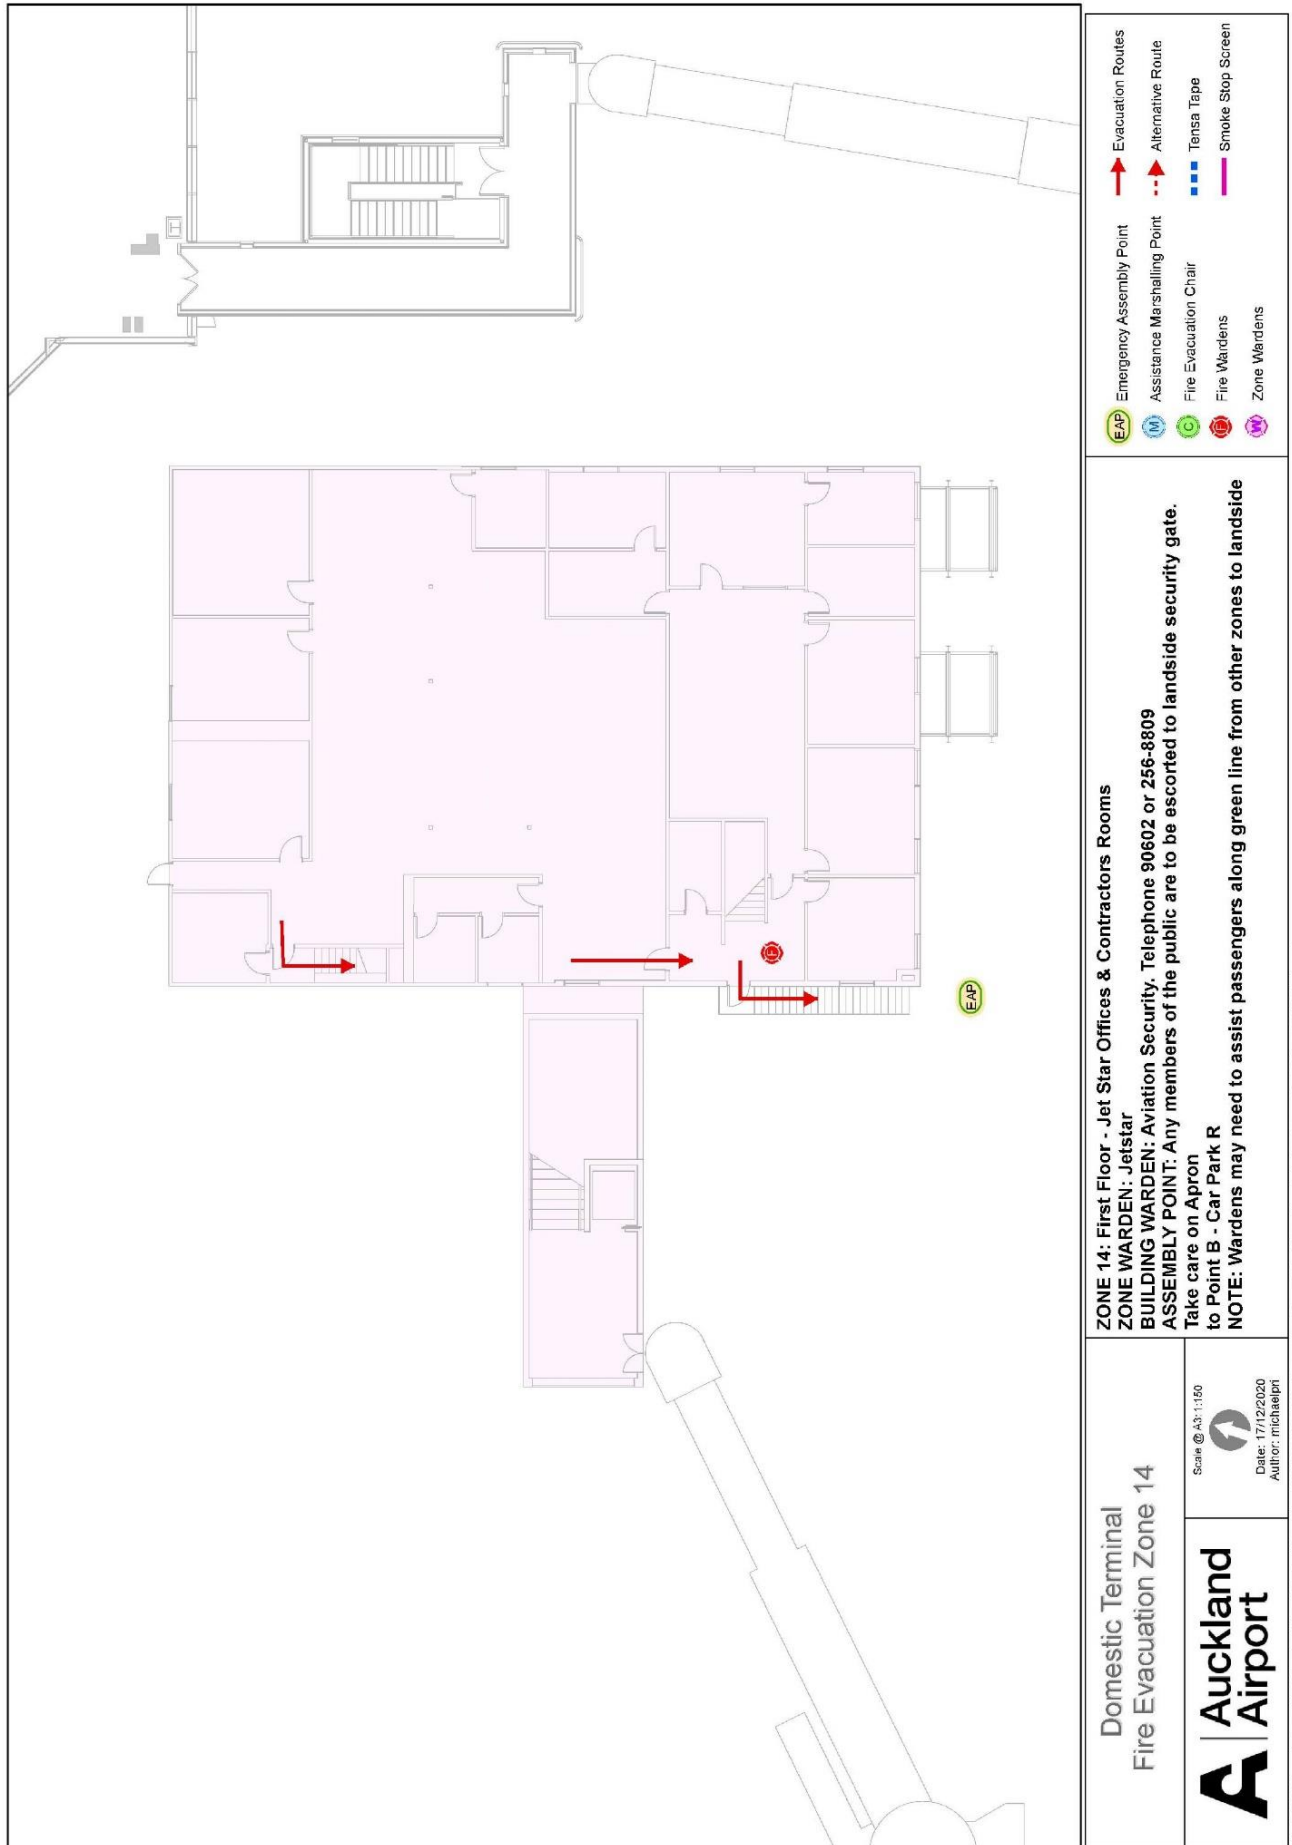 EAP
F
Domestic Terminal
Fire Evacuation Zone 14
A
Auckland
Airport
Scale @ A3: 1:150
Date: 17/12/2020
Author: michaelpri
ZONE 14: First Floor - Jet Star Offices & Contractors Rooms
ZONE WARDEN: Jetstar
BUILDING WARDEN: Aviation Security. Telephone 90602 or 256-8809
ASSEMBLY POINT: Any members of the public are to be escorted to landside security gate.
Take care on Apron
to Point B - Car Park R
NOTE: Wardens may need to assist passengers along green line from other zones to landside
EAP Emergency Assembly Point
M Assistance Marshalling Point
C Fire Evacuation Chair
F Fire Wardens
W Zone Wardens
Evacuation Routes
Alternative Route
Tensa Tape
Smoke Stop Screen